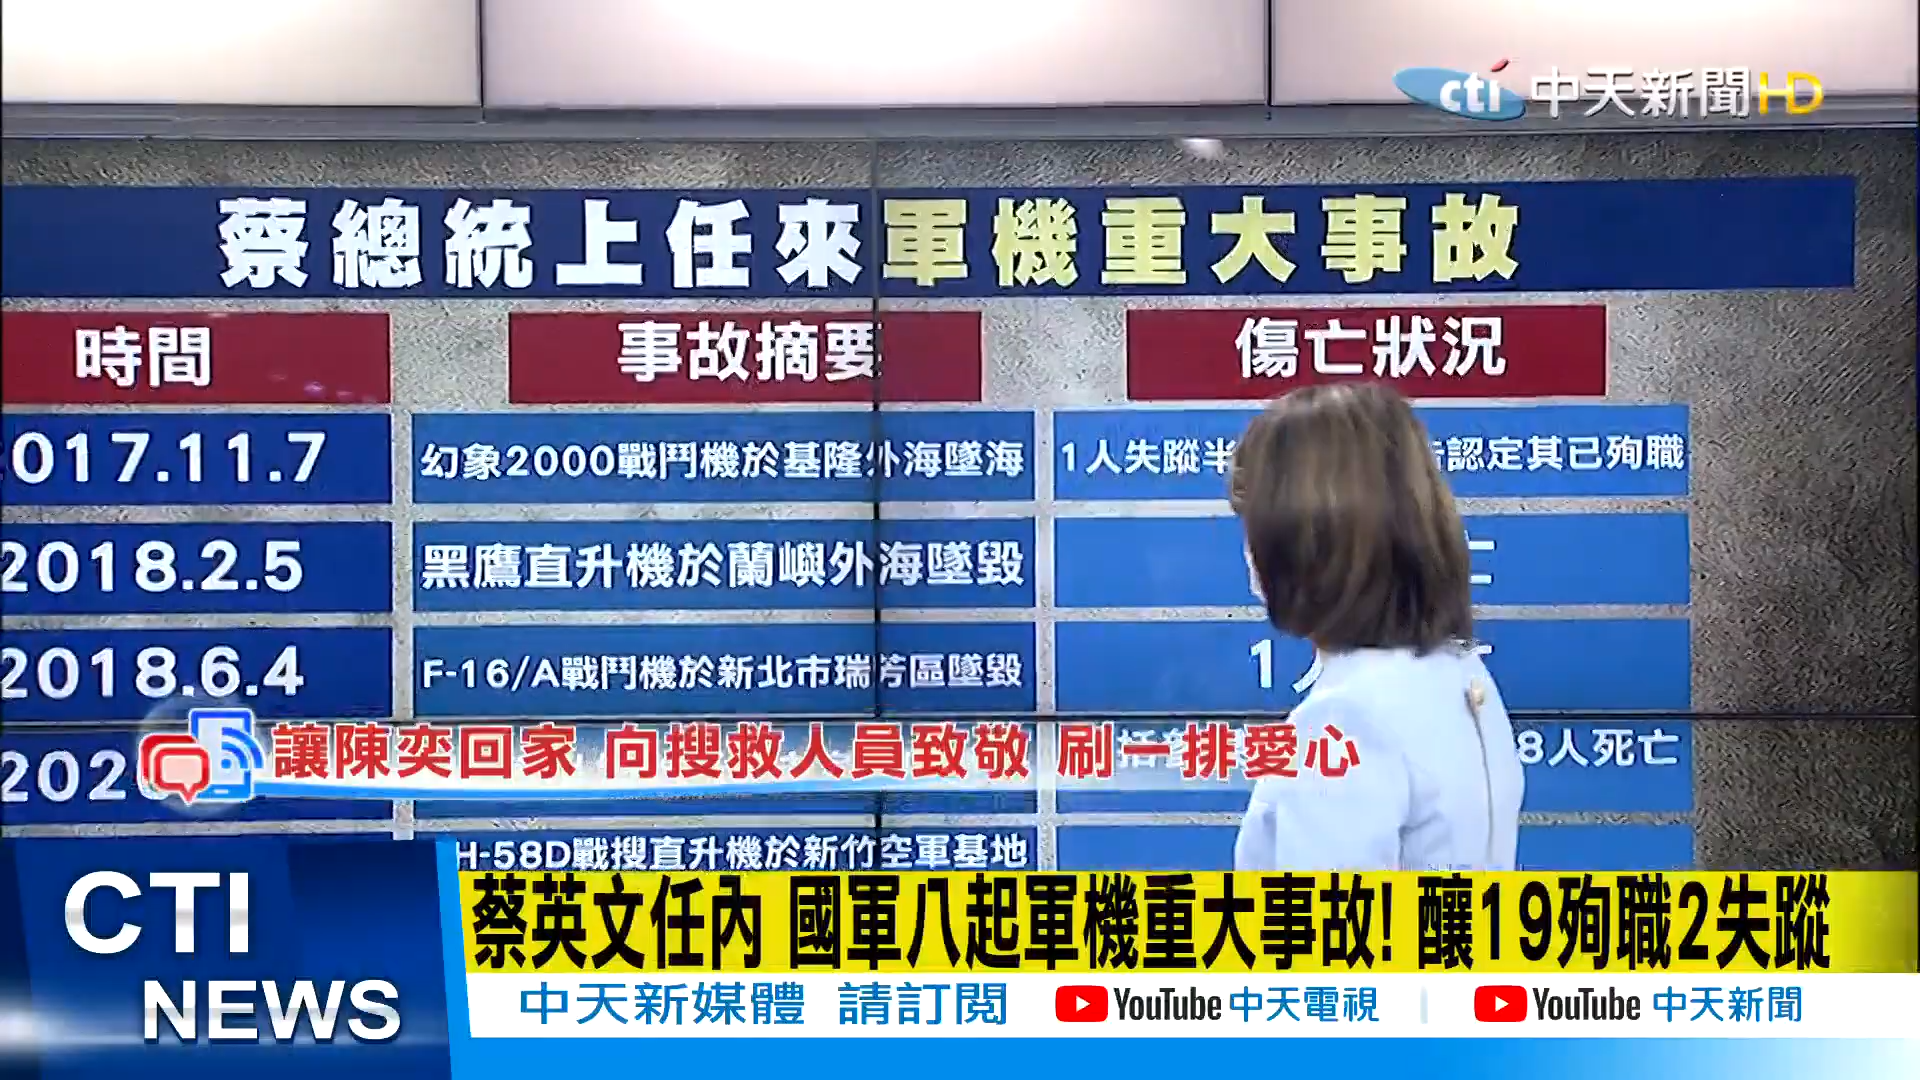 cti 中天新聞HD
蔡總統上任來軍機重大事故
時間 事故摘要 傷亡狀況
017.11.7 幻象2000戰鬥機於基隆外海墜海 1人失蹤半 認定其已殉職
2018.2.5 黑鷹直升機於蘭嶼外海墜毀
2018.6.4 F-16/A戰鬥機於新北市瑞芳區墜毀 1
202 8人死亡
讓陳奕回家 向搜救人員致敬 刷一排愛心
H-58D戰搜直升機於新竹空軍基地
CTI NEWS
蔡英文任內 國軍八起軍機重大事故! 釀19殉職2失蹤
中天新媒體 請訂閱 YouTube 中天電視 | YouTube 中天新聞